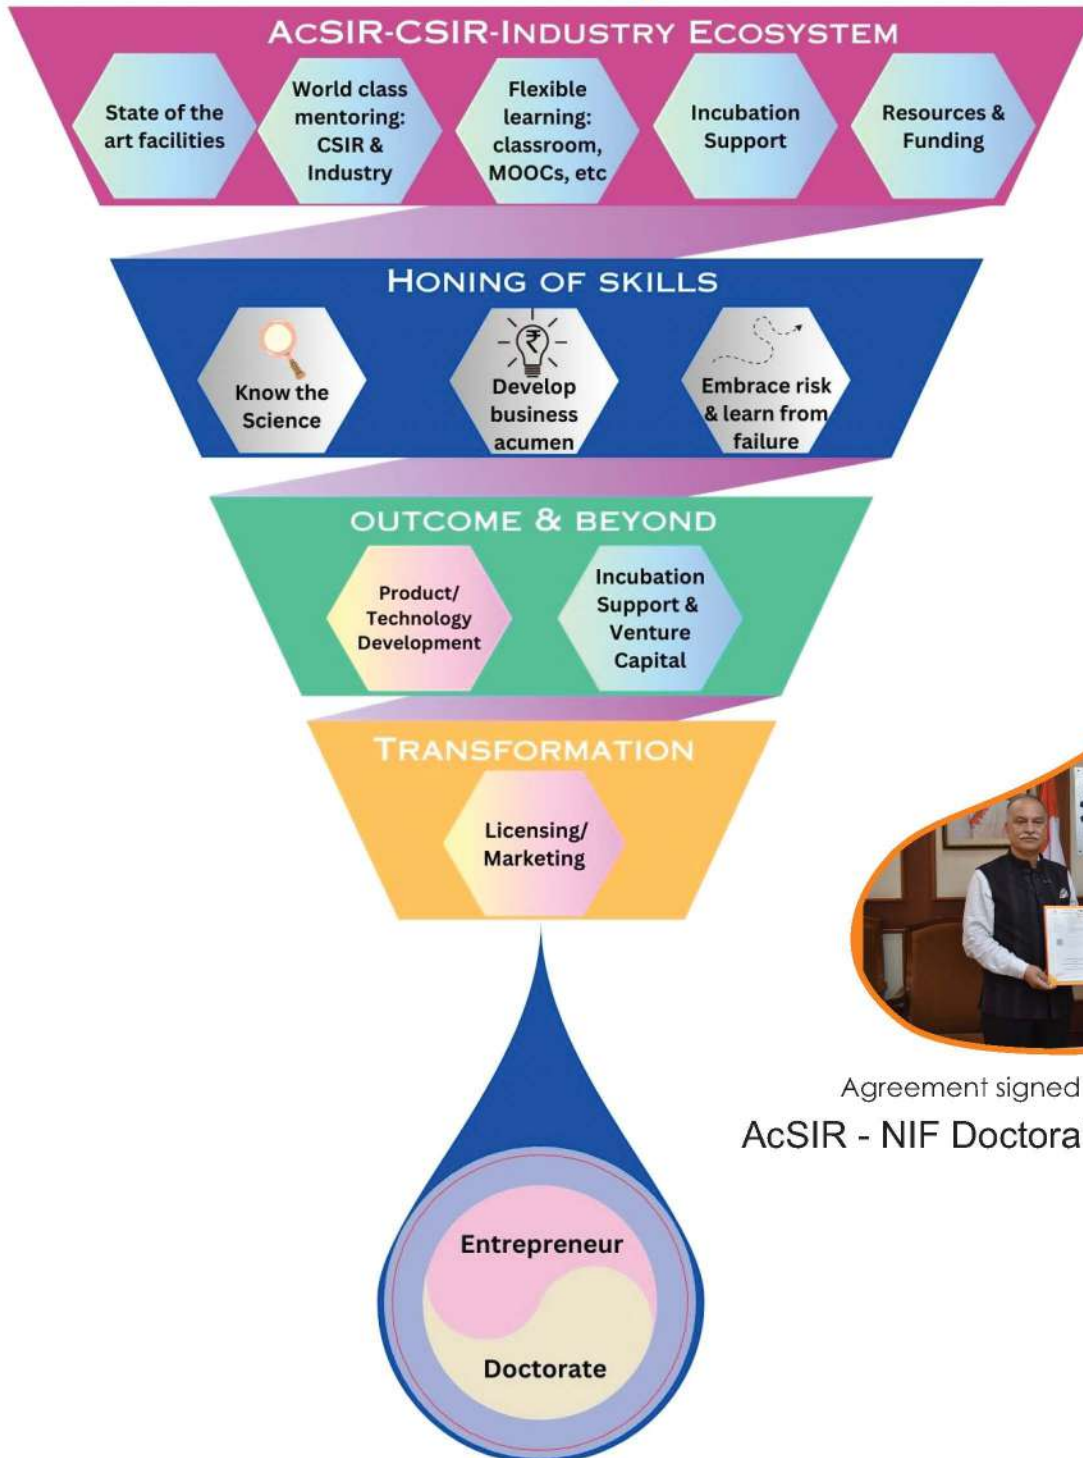 AcSIR-CSIR-Industry Ecosystem
State of the
art facilities
World class
mentoring:
CSIR &
Industry
Flexible
learning:
classroom,
MOOCs, etc
Incubation
Support
Resources &
Funding
Honing of skills
Know the
Science
₹
Develop
business
acumen
Embrace risk
& learn from
failure
outcome & beyond
Product/
Technology
Development
Incubation
Support &
Venture
Capital
Transformation
Licensing/
Marketing
Agreement signed
AcSIR - NIF Doctora
Entrepreneur
Doctorate